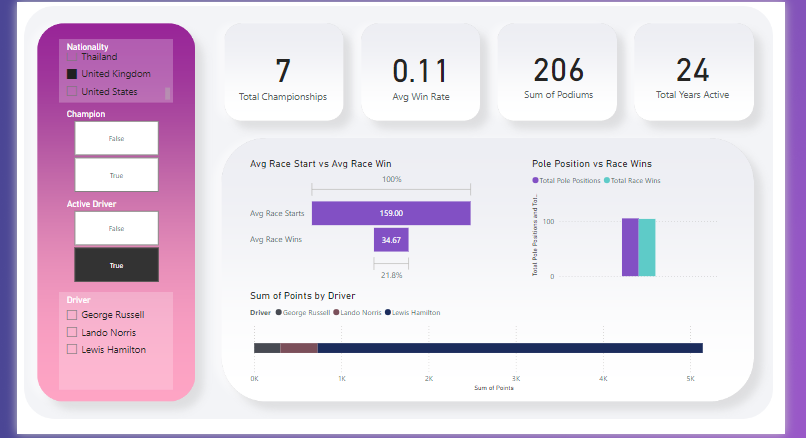 Nationality
Thailand
United Kingdom
United States
Champion
False
True
Active Driver
False
True
Driver
George Russell
Lando Norris
Lewis Hamilton
7
Total Championships
0.11
Avg Win Rate
206
Sum of Podiums
24
Total Years Active
Avg Race Start vs Avg Race Win
100%
Avg Race Starts
159.00
Avg Race Wins
34.67
21.8%
Pole Position vs Race Wins
Total Pole Positions Total Race Wins
Total Pole Positions and Tot...
100
0
Sum of Points by Driver
Driver George Russell Lando Norris Lewis Hamilton
0K 1K 2K 3K 4K 5K
Sum of Points